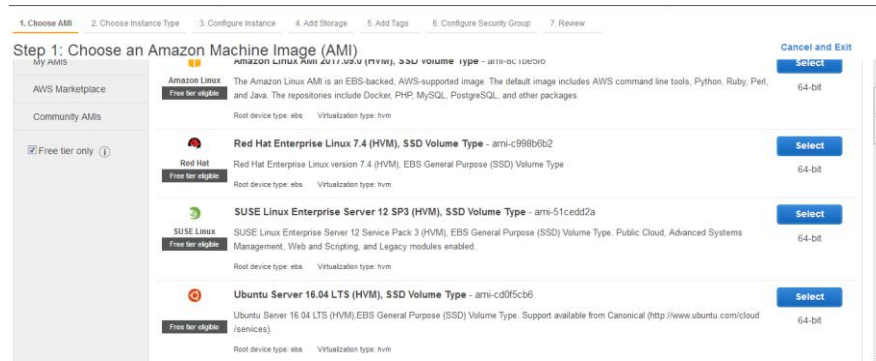 1. Choose AMI 2. Choose Instance Type 3. Configure Instance 4. Add Storage 5. Add Tags 6. Configure Security Group 7. Review
Step 1: Choose an Amazon Machine Image (AMI)
Cancel and Exit
My AMIs
AWS Marketplace
Community AMIs
Free tier only
Amazon Linux AMI 2017.09.0 (HVM), SSD Volume Type - ami-8c1be5f6
Select
Amazon Linux
Free tier eligible
The Amazon Linux AMI is an EBS-backed, AWS-supported image. The default image includes AWS command line tools, Python, Ruby, Perl,
and Java. The repositories include Docker, PHP, MySQL, PostgreSQL, and other packages.
64-bit
Root device type: ebs Virtualization type: hvm
Red Hat Enterprise Linux 7.4 (HVM), SSD Volume Type - ami-c998b6b2
Select
Red Hat
Free tier eligible
Red Hat Enterprise Linux version 7.4 (HVM), EBS General Purpose (SSD) Volume Type
64-bit
Root device type: ebs Virtualization type: hvm
SUSE Linux Enterprise Server 12 SP3 (HVM), SSD Volume Type - ami-51cedd2a
Select
SUSE Linux
Free tier eligible
SUSE Linux Enterprise Server 12 Service Pack 3 (HVM), EBS General Purpose (SSD) Volume Type. Public Cloud, Advanced Systems
Management, Web and Scripting, and Legacy modules enabled.
64-bit
Root device type: ebs Virtualization type: hvm
Ubuntu Server 16.04 LTS (HVM), SSD Volume Type - ami-cd0f5cb6
Select
Free tier eligible
Ubuntu Server 16.04 LTS (HVM),EBS General Purpose (SSD) Volume Type. Support available from Canonical (http://www.ubuntu.com/cloud
/services).
64-bit
Root device type: ebs Virtualization type: hvm